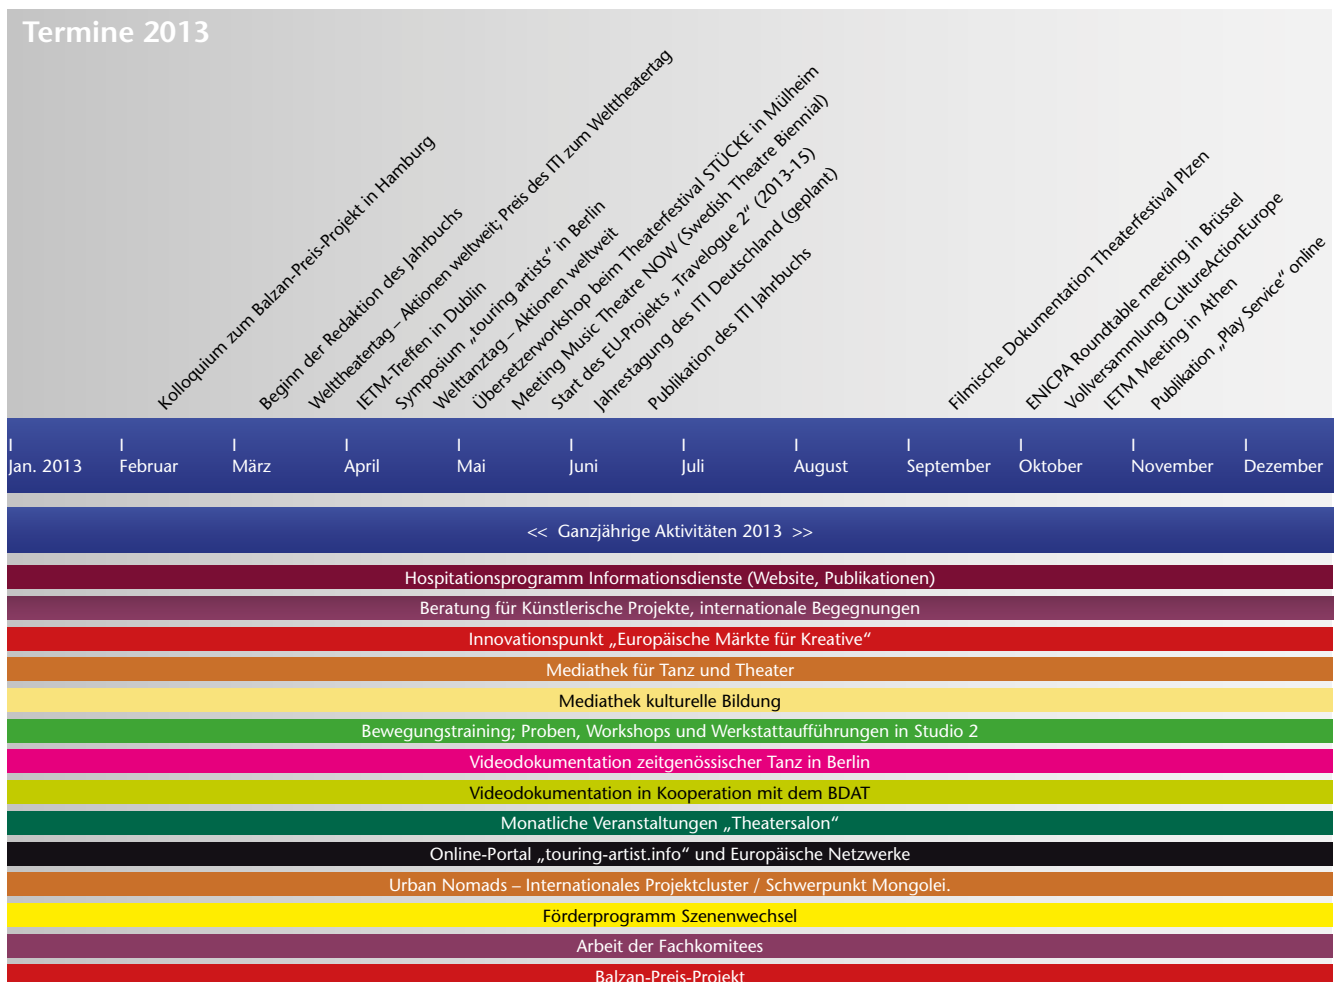 Termine 2013
Kolloquium zum Balzan-Preis-Projekt in Hamburg
Beginn der Redaktion des Jahrbuchs
Welttheatertag – Aktionen weltweit; Preis des ITI zum Welttheatertag
IETM-Treffen in Dublin
Symposium „touring artists“ in Berlin
Welttanztag – Aktionen weltweit
Übersetzerworkshop beim Theaterfestival STÜCKE in Mülheim
Meeting Music Theatre NOW (Swedish Theatre Biennial)
Start des EU-Projekts „Travelogue 2“ (2013-15)
Jahrestagung des ITI Deutschland (geplant)
Publikation des ITI Jahrbuchs
Filmische Dokumentation Theaterfestival Plzen
ENICPA Roundtable meeting in Brüssel
Vollversammlung CultureActionEurope
IETM Meeting in Athen
Publikation „Play Service“ online
Jan. 2013 Februar März April Mai Juni Juli August September Oktober November Dezember
<< Ganzjährige Aktivitäten 2013 >>
Hospitationsprogramm Informationsdienste (Website, Publikationen)
Beratung für Künstlerische Projekte, internationale Begegnungen
Innovationspunkt „Europäische Märkte für Kreative“
Mediathek für Tanz und Theater
Mediathek kulturelle Bildung
Bewegungstraining; Proben, Workshops und Werkstattaufführungen in Studio 2
Videodokumentation zeitgenössischer Tanz in Berlin
Videodokumentation in Kooperation mit dem BDAT
Monatliche Veranstaltungen „Theatersalon“
Online-Portal „touring-artist.info“ und Europäische Netzwerke
Urban Nomads – Internationales Projektcluster / Schwerpunkt Mongolei.
Förderprogramm Szenenwechsel
Arbeit der Fachkomitees
Balzan-Preis-Projekt